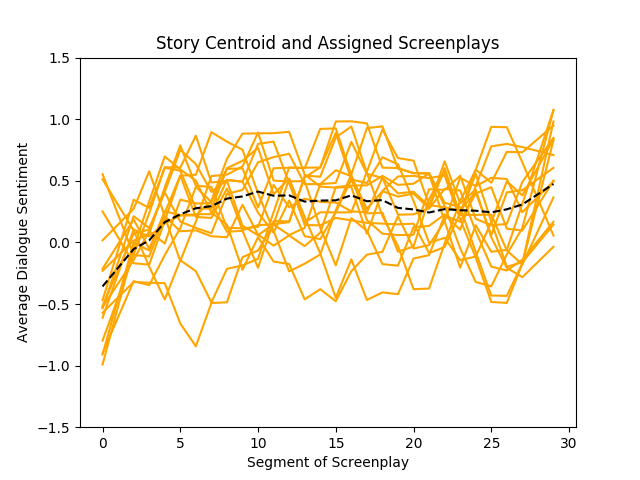 Story Centroid and Assigned Screenplays
Average Dialogue Sentiment
1.5
1.0
0.5
0.0
−0.5
−1.0
−1.5
0 5 10 15 20 25 30
Segment of Screenplay